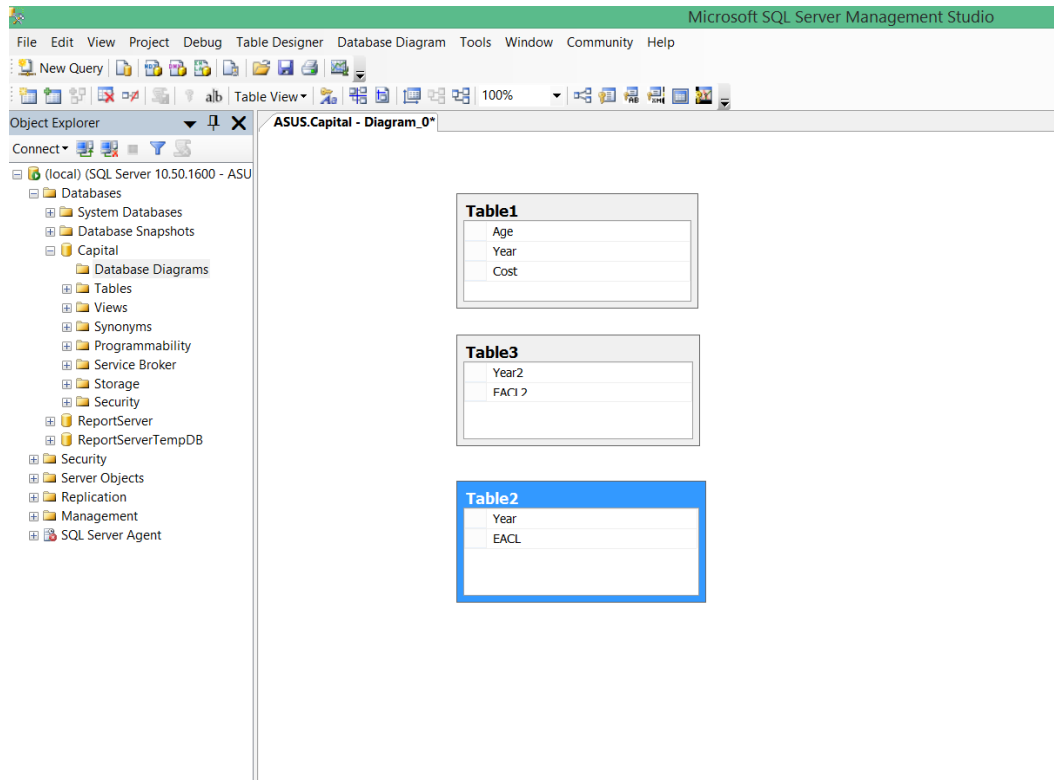 Microsoft SQL Server Management Studio
File Edit View Project Debug Table Designer Database Diagram Tools Window Community Help
New Query
alb Table View 100%
Object Explorer
ASUS.Capital - Diagram_0*
Connect
(local) (SQL Server 10.50.1600 - ASU
Databases
System Databases
Database Snapshots
Capital
Database Diagrams
Tables
Views
Synonyms
Programmability
Service Broker
Storage
Security
ReportServer
ReportServerTempDB
Security
Server Objects
Replication
Management
SQL Server Agent
Table1
Age
Year
Cost
Table3
Year2
EACL2
Table2
Year
EACL